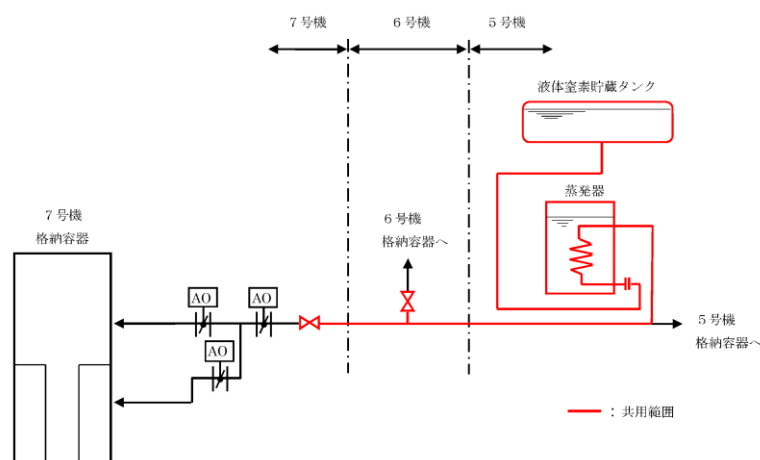 7号機
6号機
5号機
液体窒素貯蔵タンク
蒸発器
7号機
格納容器
6号機
格納容器へ
AO
AO
AO
5号機
格納容器へ
：共用範囲